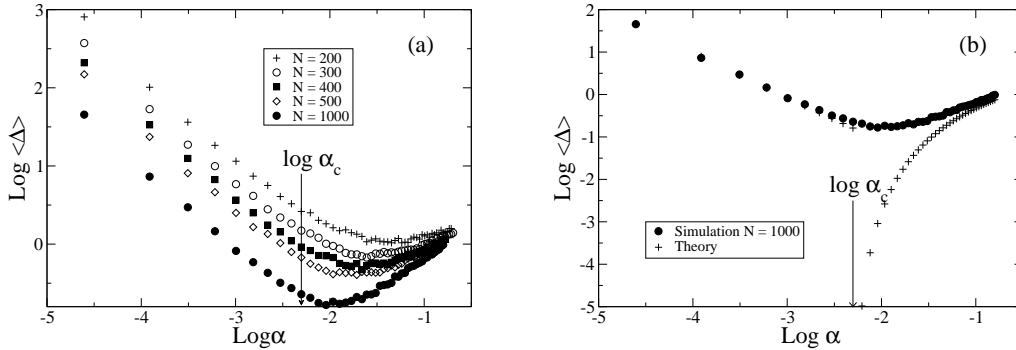 3
2
1
0
Log <Δ>
-5
-4
-3
-2
-1
Logα
(a)
N = 200
N = 300
N = 400
N = 500
N = 1000
log α_c
2
1
0
-1
-2
-3
-4
-5
Log <Δ>
-5
-4
-3
-2
-1
Log α
(b)
log α_c
Simulation N = 1000
Theory